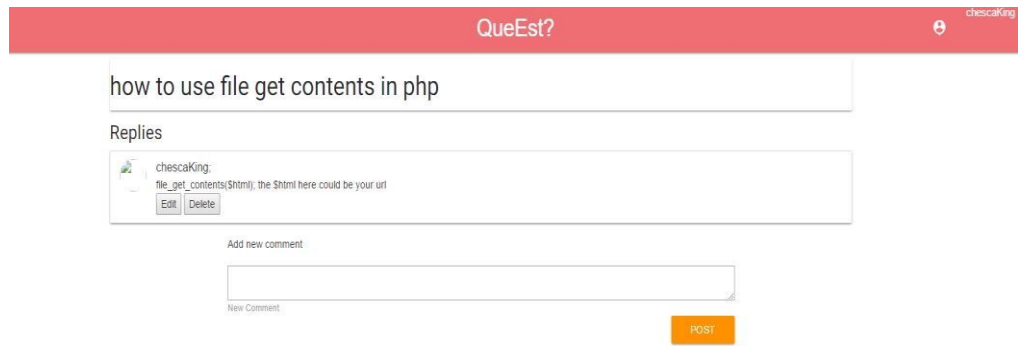 QueEst?
chescaKing
how to use file get contents in php
Replies
chescaKing;
file_get_contents($html); the $html here could be your url
Edit Delete
Add new comment
New Comment
POST